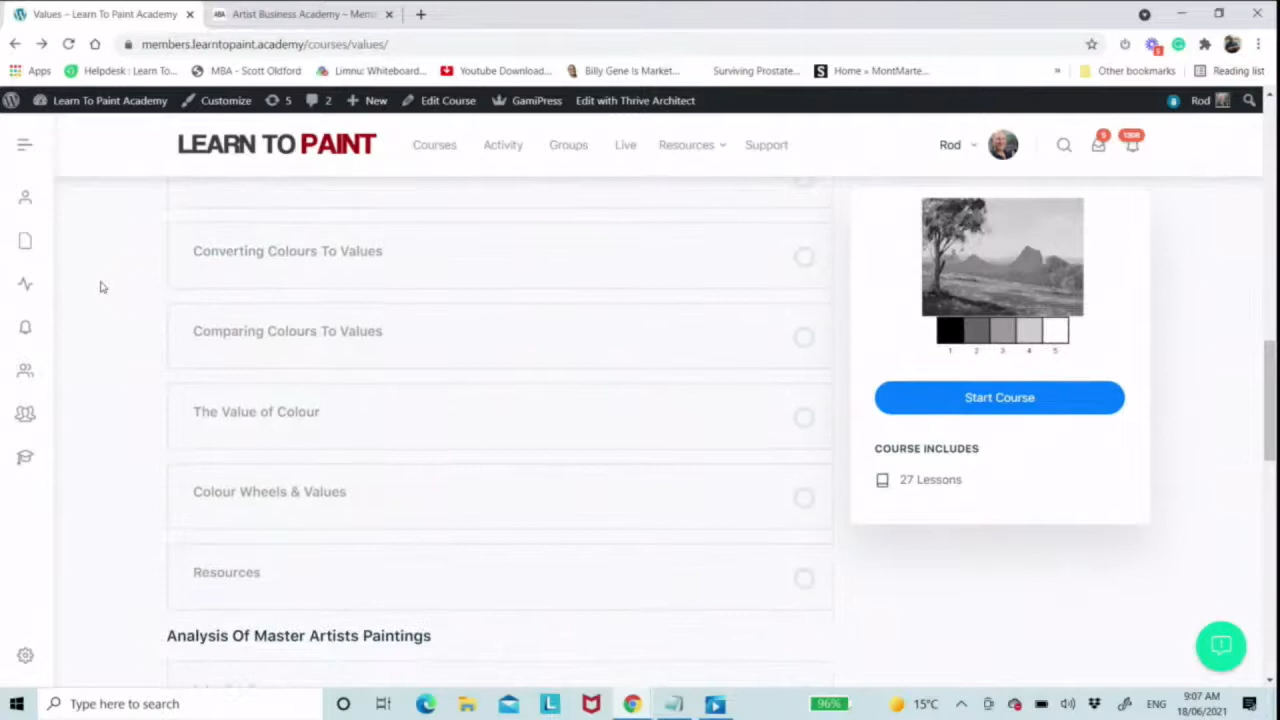 Values – Learn To Paint Academy
ABA Artist Business Academy – Mem
members.learntopaint.academy/courses/values/
Apps Helpdesk : Learn To... MBA - Scott Oldford Limnu: Whiteboard... Youtube Download... Billy Gene Is Market... Surviving Prostate... Home » MontMarte... » Other bookmarks Reading list
Learn To Paint Academy Customize 5 2 New Edit Course GamiPress Edit with Thrive Architect Rod
LEARN TO PAINT Courses Activity Groups Live Resources Support Rod
Converting Colours To Values
Comparing Colours To Values
The Value of Colour
Colour Wheels & Values
Resources
Analysis Of Master Artists Paintings
1 2 3 4 5
Start Course
COURSE INCLUDES
27 Lessons
Type here to search
96% 15°C ENG 9:07 AM
18/06/2021